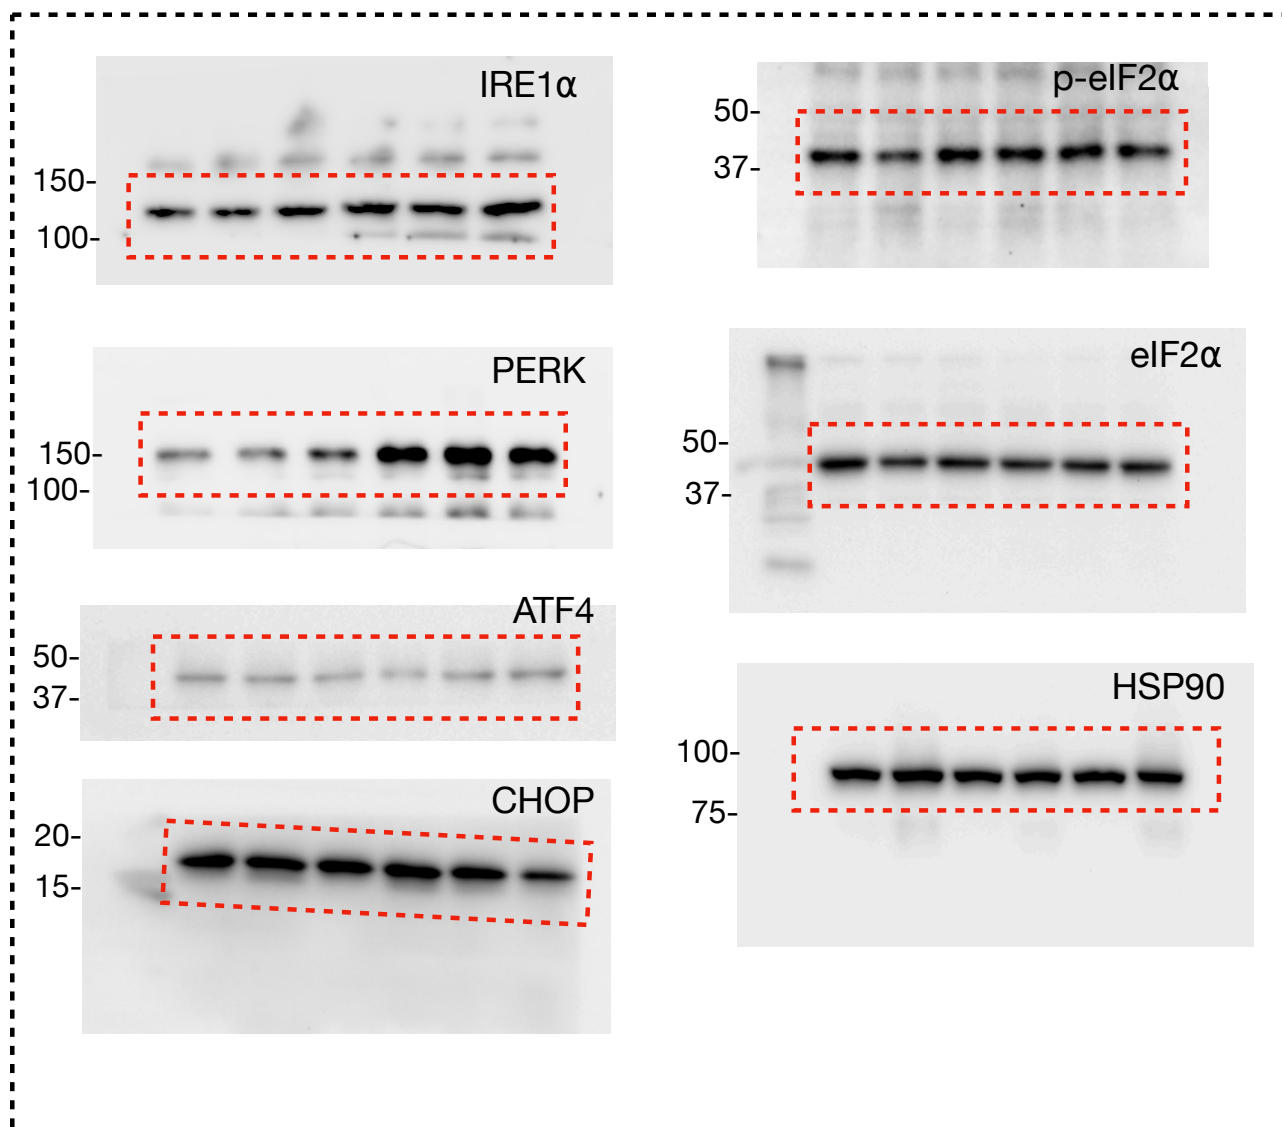 IRE1α
150-
100-
PERK
150-
100-
ATF4
50-
37-
CHOP
20-
15-
p-eIF2α
50-
37-
eIF2α
50-
37-
HSP90
100-
75-